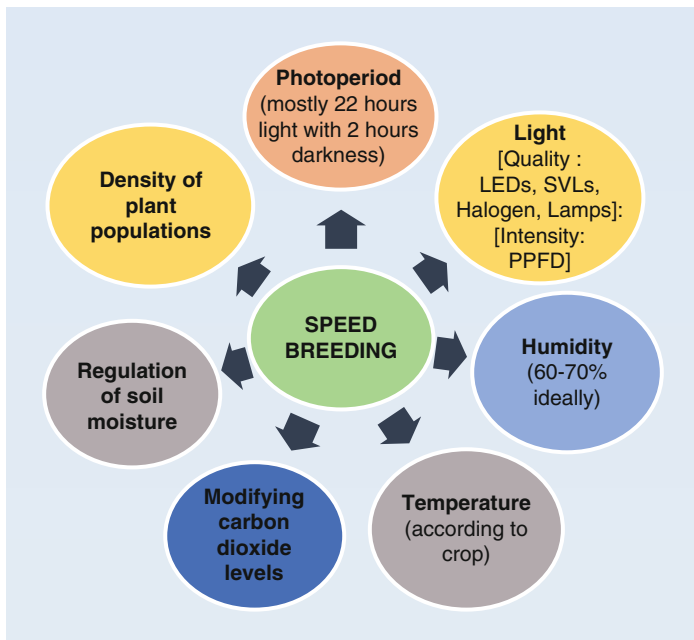 Photoperiod
(mostly 22 hours
light with 2 hours
darkness)
Light
[Quality :
LEDs, SVLs,
Halogen, Lamps]:
[Intensity:
PPFD]
Density of
plant
populations
SPEED
BREEDING
Humidity
(60-70%
ideally)
Regulation
of soil
moisture
Modifying
carbon
dioxide
levels
Temperature
(according to
crop)